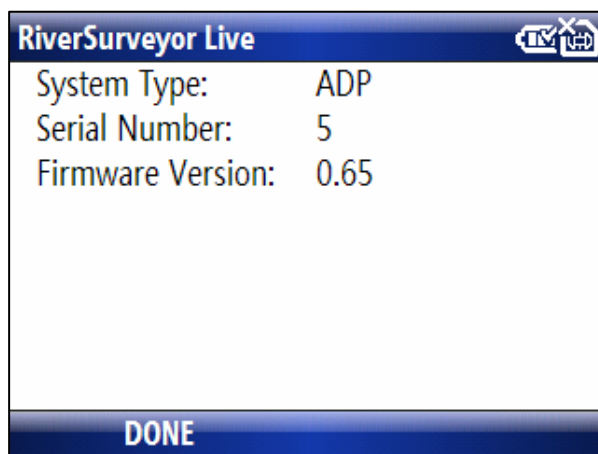 RiverSurveyor Live
System Type: ADP
Serial Number: 5
Firmware Version: 0.65
DONE